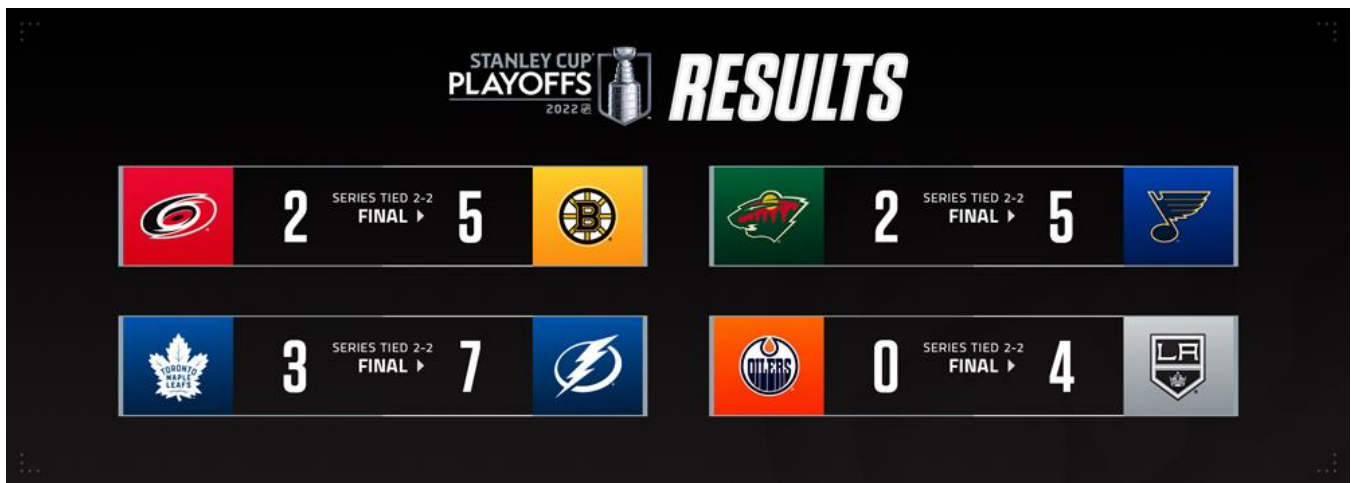 STANLEY CUP
PLAYOFFS
2022
RESULTS
2 SERIES TIED 2-2 5
FINAL
B
2 SERIES TIED 2-2 5
FINAL
TORONTO
MAPLE
LEAFS
3 SERIES TIED 2-2 7
FINAL
OILERS
0 SERIES TIED 2-2 4
FINAL
LA